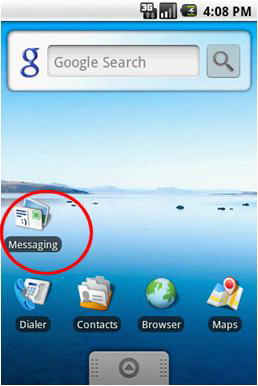 3G
4:08 PM
g
Google Search
Messaging
Dialer
Contacts
Browser
Maps